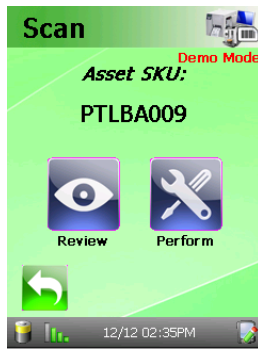 Scan
Demo Mode
Asset SKU:
PTLBA009
Review Perform
12/12 02:35PM